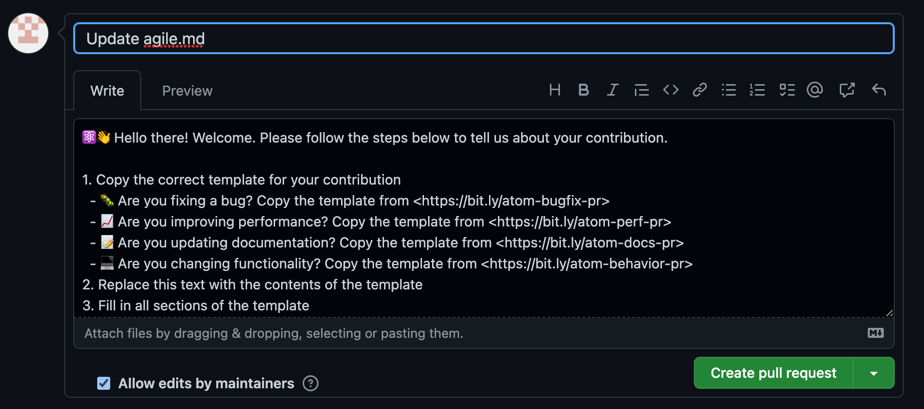 Update agile.md
Write
Preview
⚛👋 Hello there! Welcome. Please follow the steps below to tell us about your contribution.
1. Copy the correct template for your contribution
- 🐛 Are you fixing a bug? Copy the template from <https://bit.ly/atom-bugfix-pr>
- 📈 Are you improving performance? Copy the template from <https://bit.ly/atom-perf-pr>
- 📝 Are you updating documentation? Copy the template from <https://bit.ly/atom-docs-pr>
- 💻 Are you changing functionality? Copy the template from <https://bit.ly/atom-behavior-pr>
2. Replace this text with the contents of the template
3. Fill in all sections of the template
Attach files by dragging & dropping, selecting or pasting them.
Allow edits by maintainers
Create pull request